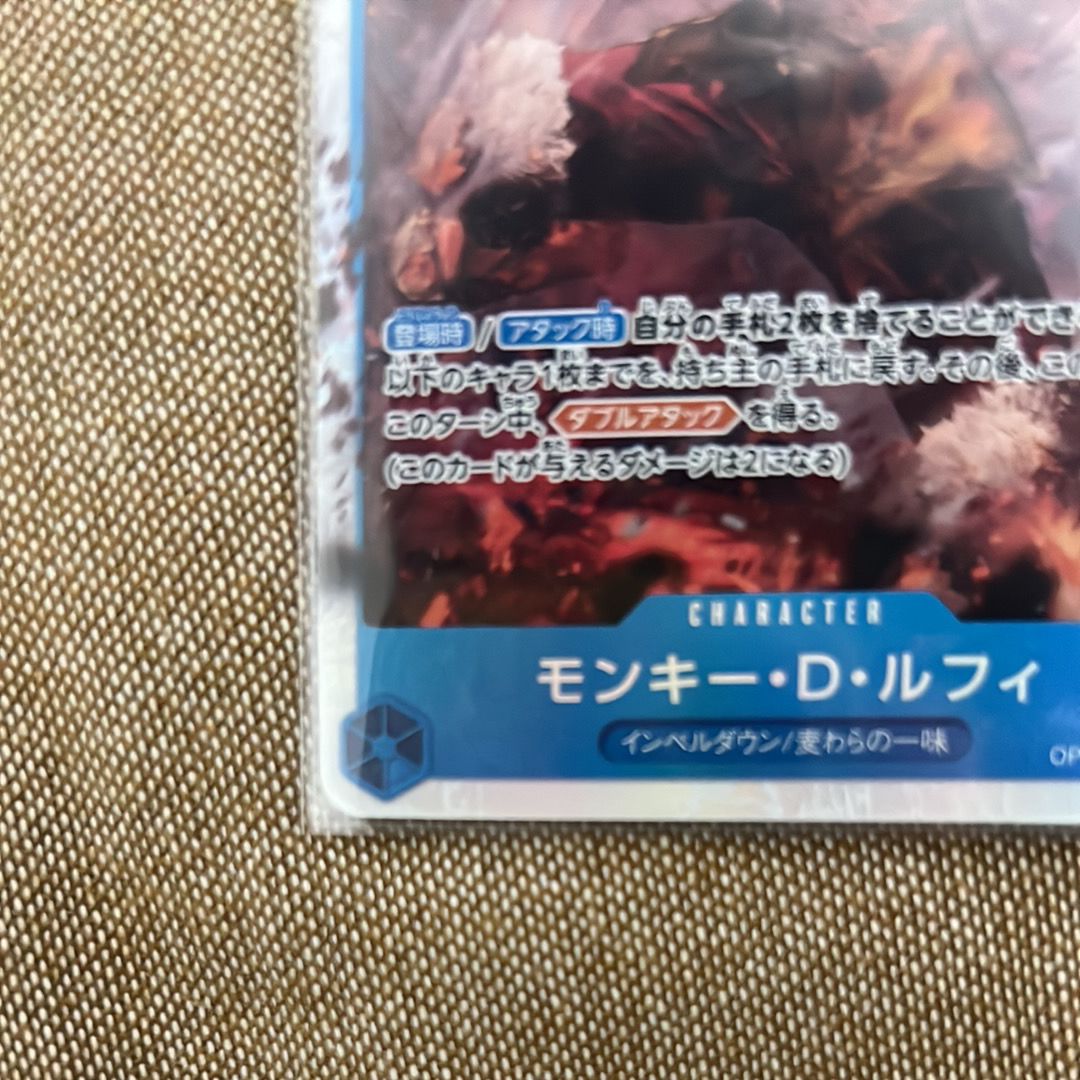 登場時 / アタック時 自分の手札2枚を捨てることができ
以下のキャラ1枚までを、持ち主の手札に戻す。その後、この
このターン中、ダブルアタックを得る。
(このカードが与えるダメージは2になる)
CHARACTER
モンキー・D・ルフィ
インペルダウン/麦わらの一味
OP